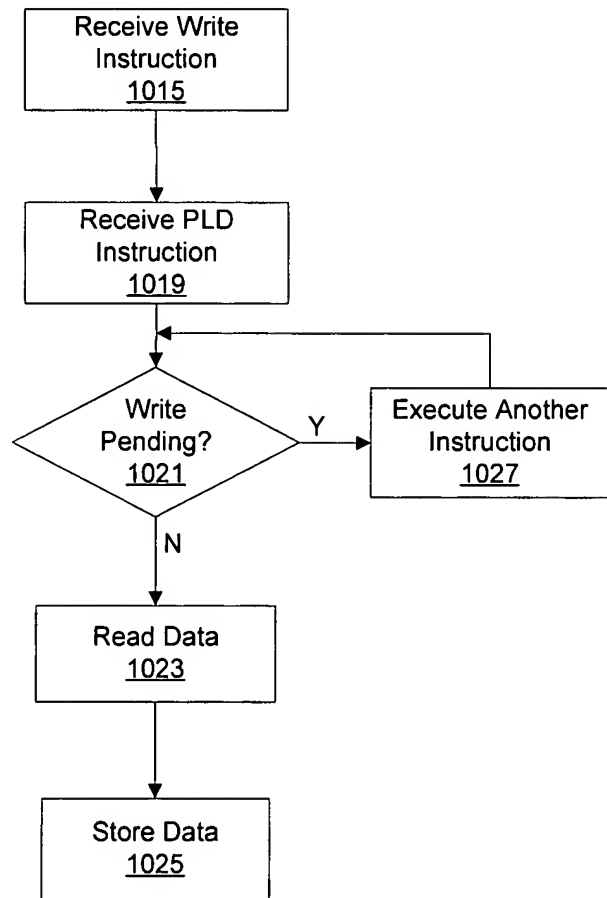 Receive Write
Instruction
1015
Receive PLD
Instruction
1019
Write
Pending?
1021
Y
Execute Another
Instruction
1027
N
Read Data
1023
Store Data
1025